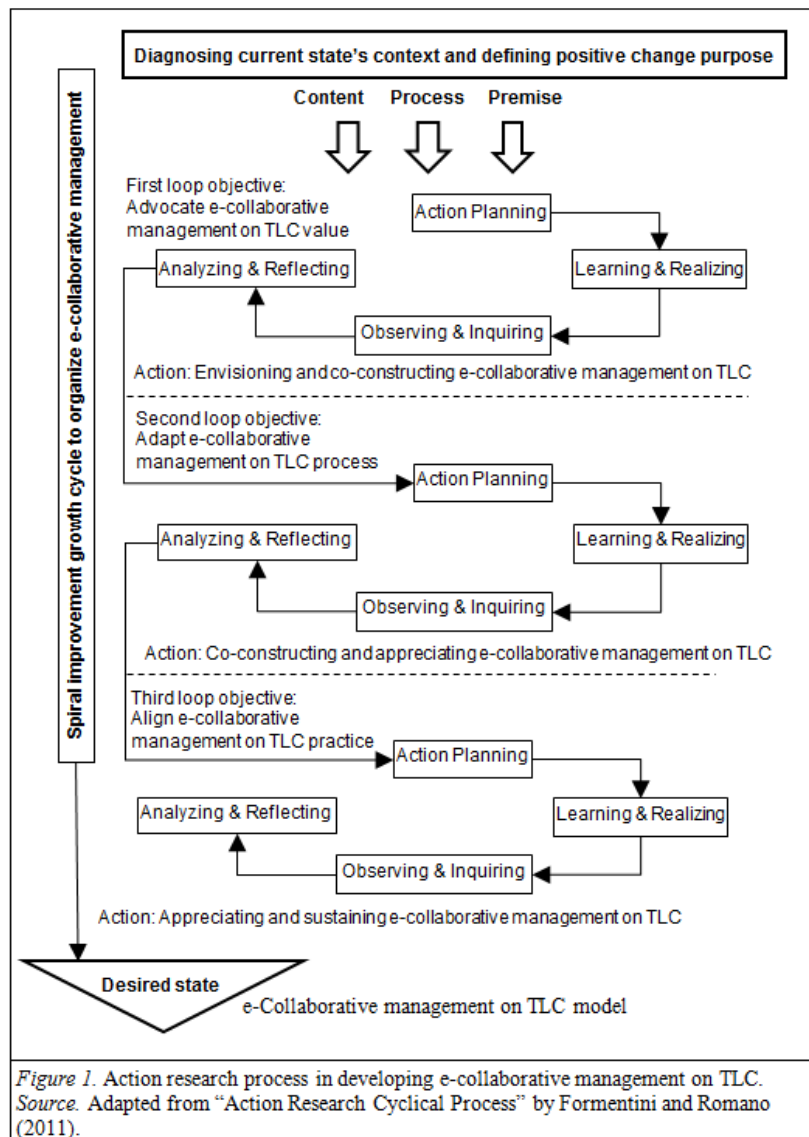 Diagnosing current state's context and defining positive change purpose
Content Process Premise
Spiral improvement growth cycle to organize e-collaborative management
First loop objective:
Advocate e-collaborative
management on TLC value
Action Planning
Analyzing & Reflecting
Learning & Realizing
Observing & Inquiring
Action: Envisioning and co-constructing e-collaborative management on TLC
Second loop objective:
Adapt e-collaborative
management on TLC process
Action Planning
Analyzing & Reflecting
Learning & Realizing
Observing & Inquiring
Action: Co-constructing and appreciating e-collaborative management on TLC
Third loop objective:
Align e-collaborative
management on TLC practice
Action Planning
Analyzing & Reflecting
Learning & Realizing
Observing & Inquiring
Action: Appreciating and sustaining e-collaborative management on TLC
Desired state
e-Collaborative management on TLC model
Figure 1. Action research process in developing e-collaborative management on TLC.
Source. Adapted from “Action Research Cyclical Process” by Formentini and Romano
(2011).